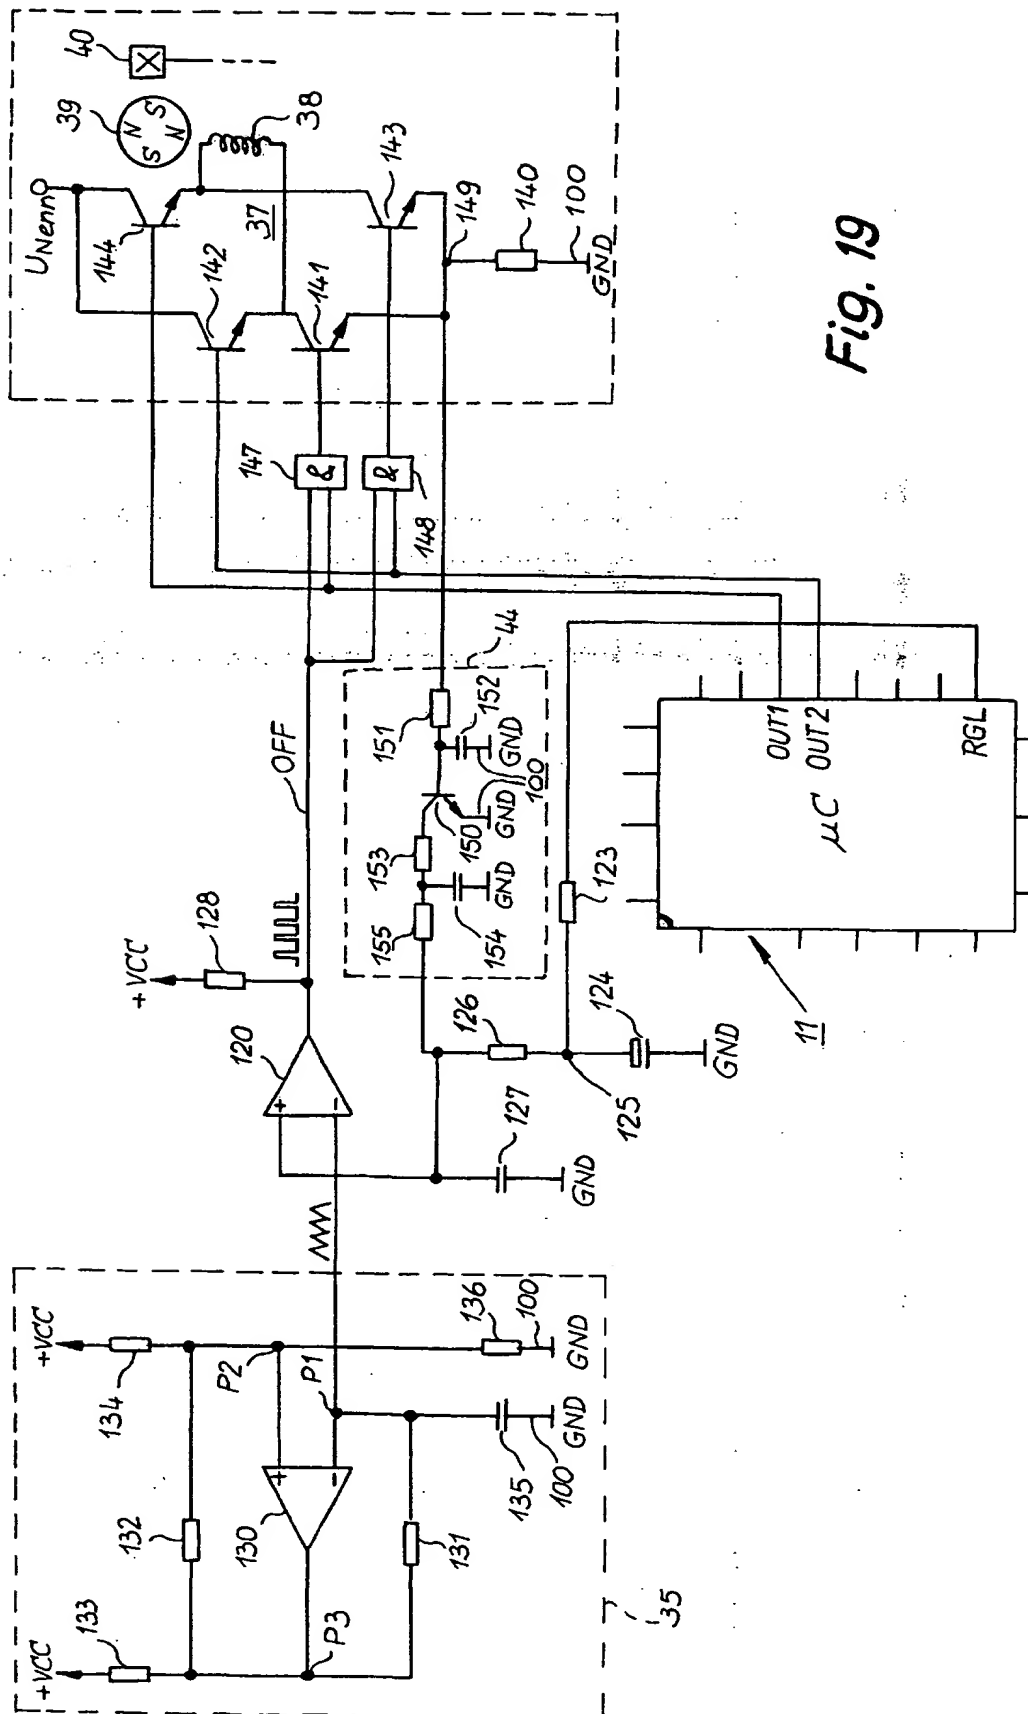 +VCC
133
132
134
+VCC
P2
P1
130
P3
131
135
100
GND
136
100
GND
35
120
+VCC
128
OFF
127
GND
126
125
124
GND
155
153
154
GND
150
GND
100
151
152
GND
44
123
11
µC
OUT1
OUT2
RGL
147
&
&
148
UNenn
144
142
141
37
143
38
39
S
N
S
N
40
149
140
100
GND
+
-
+
-
Fig. 19